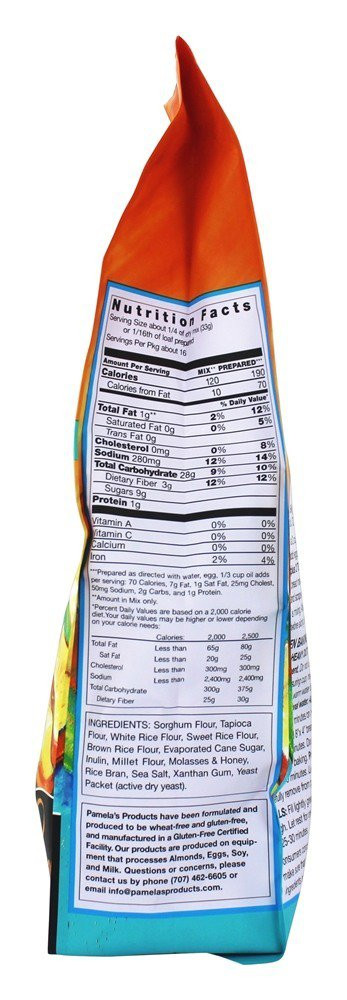 Nutrition Facts
Serving Size about 1/4 of dry mix (33g)
or 1/16th of loaf prepared
Servings Per Pkg about 16
Amount Per Serving MIX** PREPARED***
Calories 120 190
Calories from Fat 10 70
% Daily Value*
Total Fat 1g** 2% 12%
Saturated Fat 0g 0% 5%
Trans Fat 0g
Cholesterol 0mg 0% 8%
Sodium 280mg 12% 14%
Total Carbohydrate 28g 9% 10%
Dietary Fiber 3g 12% 12%
Sugars 9g
Protein 1g
Vitamin A 0% 0%
Vitamin C 0% 0%
Calcium 0% 0%
Iron 2% 4%
***Prepared as directed with water, egg, 1/3 cup oil adds
per serving: 70 Calories, 7g Fat, 1g Sat Fat, 25mg Cholest,
50mg Sodium, 2g Carbs, and 1g Protein.
**Amount in Mix only.
*Percent Daily Values are based on a 2,000 calorie
diet.Your daily values may be higher or lower depending
on your calorie needs:
Calories: 2,000 2,500
Total Fat Less than 65g 80g
Sat Fat Less than 20g 25g
Cholesterol Less than 300mg 300mg
Sodium Less than 2,400mg 2,400mg
Total Carbohydrate 300g 375g
Dietary Fiber 25g 30g
INGREDIENTS: Sorghum Flour, Tapioca
Flour, White Rice Flour, Sweet Rice Flour,
Brown Rice Flour, Evaporated Cane Sugar,
Inulin, Millet Flour, Molasses & Honey,
Rice Bran, Sea Salt, Xanthan Gum, Yeast
Packet (active dry yeast).
Pamela's Products have been formulated and
produced to be wheat-free and gluten-free,
and manufactured in a Gluten-Free Certified
Facility. Our products are produced on equip-
ment that processes Almonds, Eggs, Soy,
and Milk. Questions or concerns, please
contact us by phone (707) 462-6605 or
email info@pamelasproducts.com.